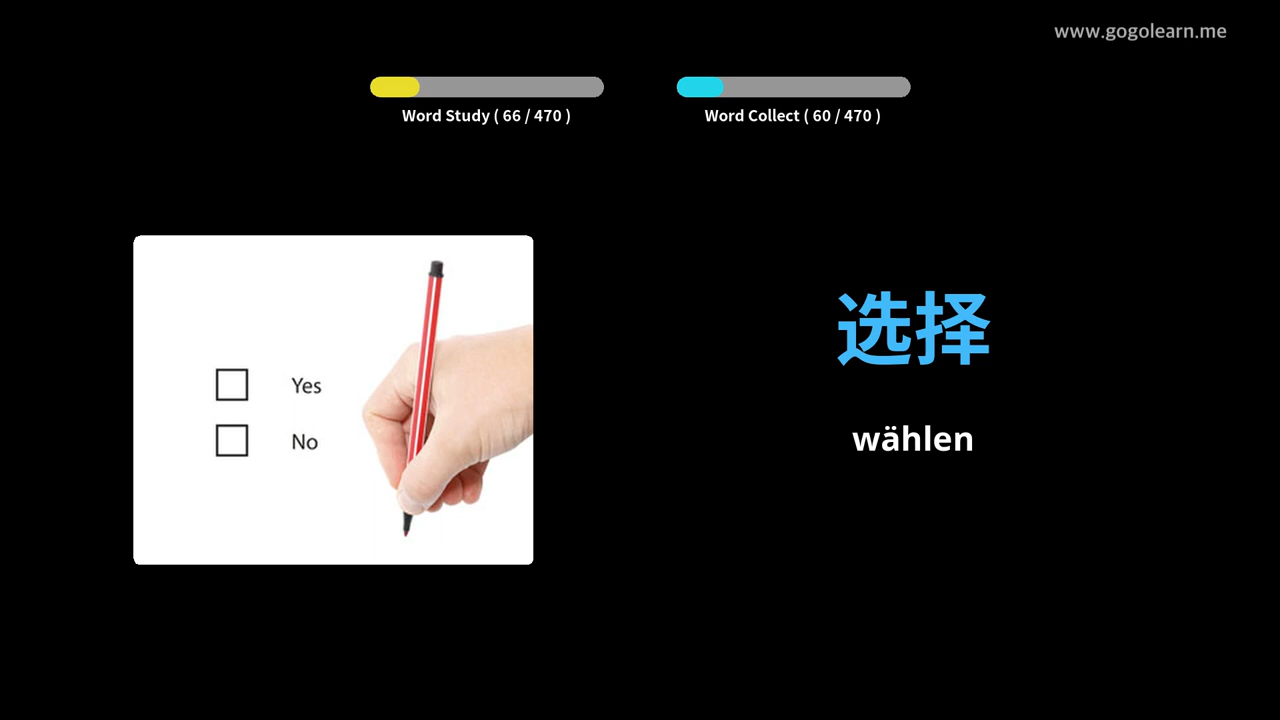 www.gogolearn.me
Word Study ( 66 / 470 )
Word Collect ( 60 / 470 )
Yes
No
选择
wählen